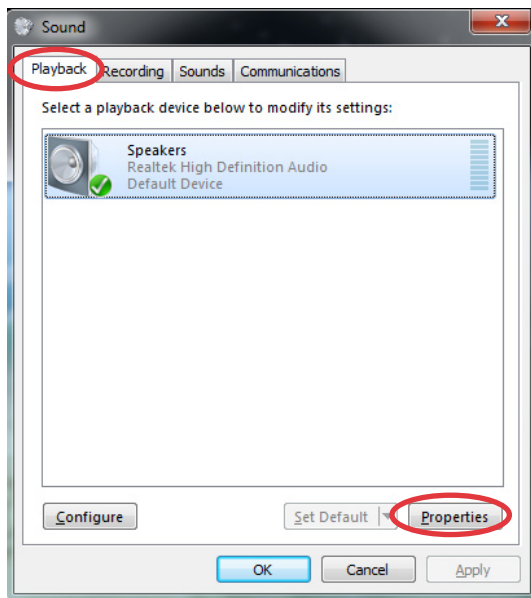 Sound
Playback Recording Sounds Communications
Select a playback device below to modify its settings:
Speakers
Realtek High Definition Audio
Default Device
Configure Set Default Properties
OK Cancel Apply